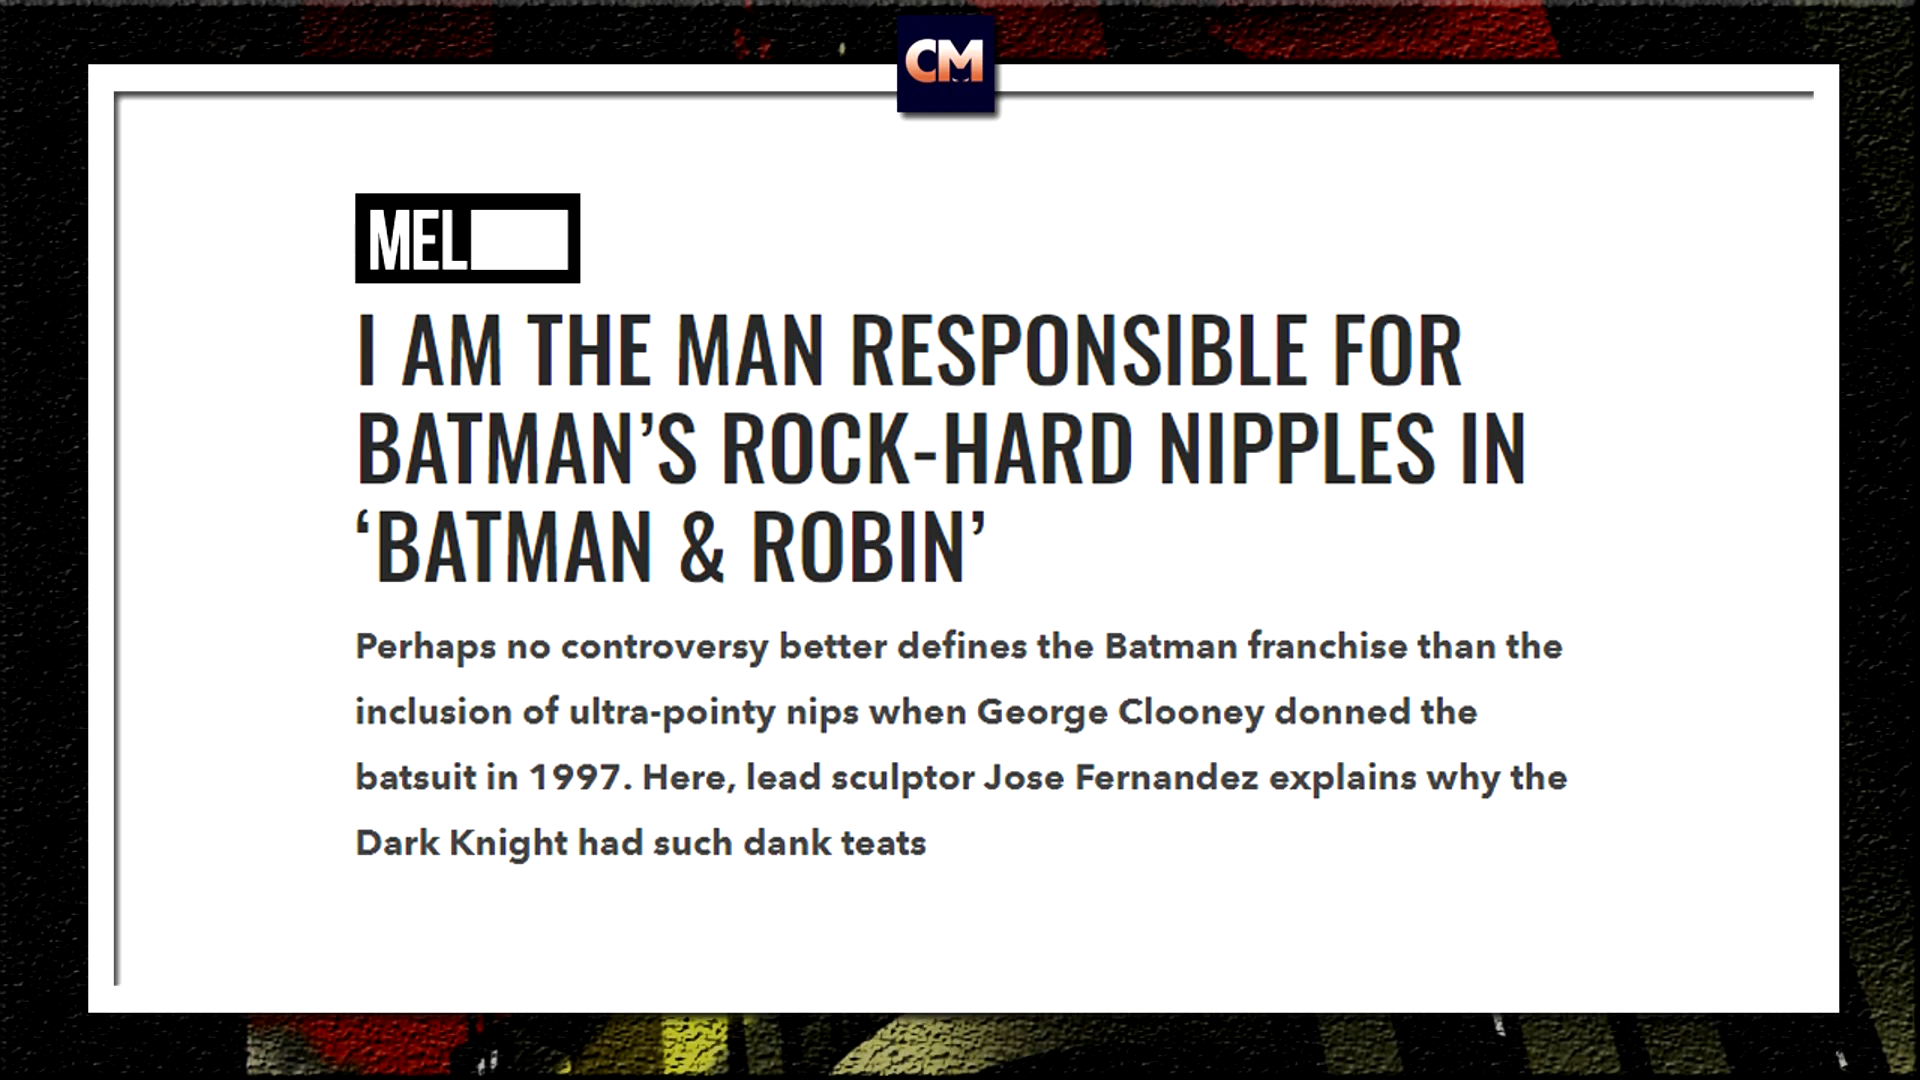 CM
MEL
I AM THE MAN RESPONSIBLE FOR
BATMAN’S ROCK-HARD NIPPLES IN
‘BATMAN & ROBIN’
Perhaps no controversy better defines the Batman franchise than the
inclusion of ultra-pointy nips when George Clooney donned the
batsuit in 1997. Here, lead sculptor Jose Fernandez explains why the
Dark Knight had such dank teats